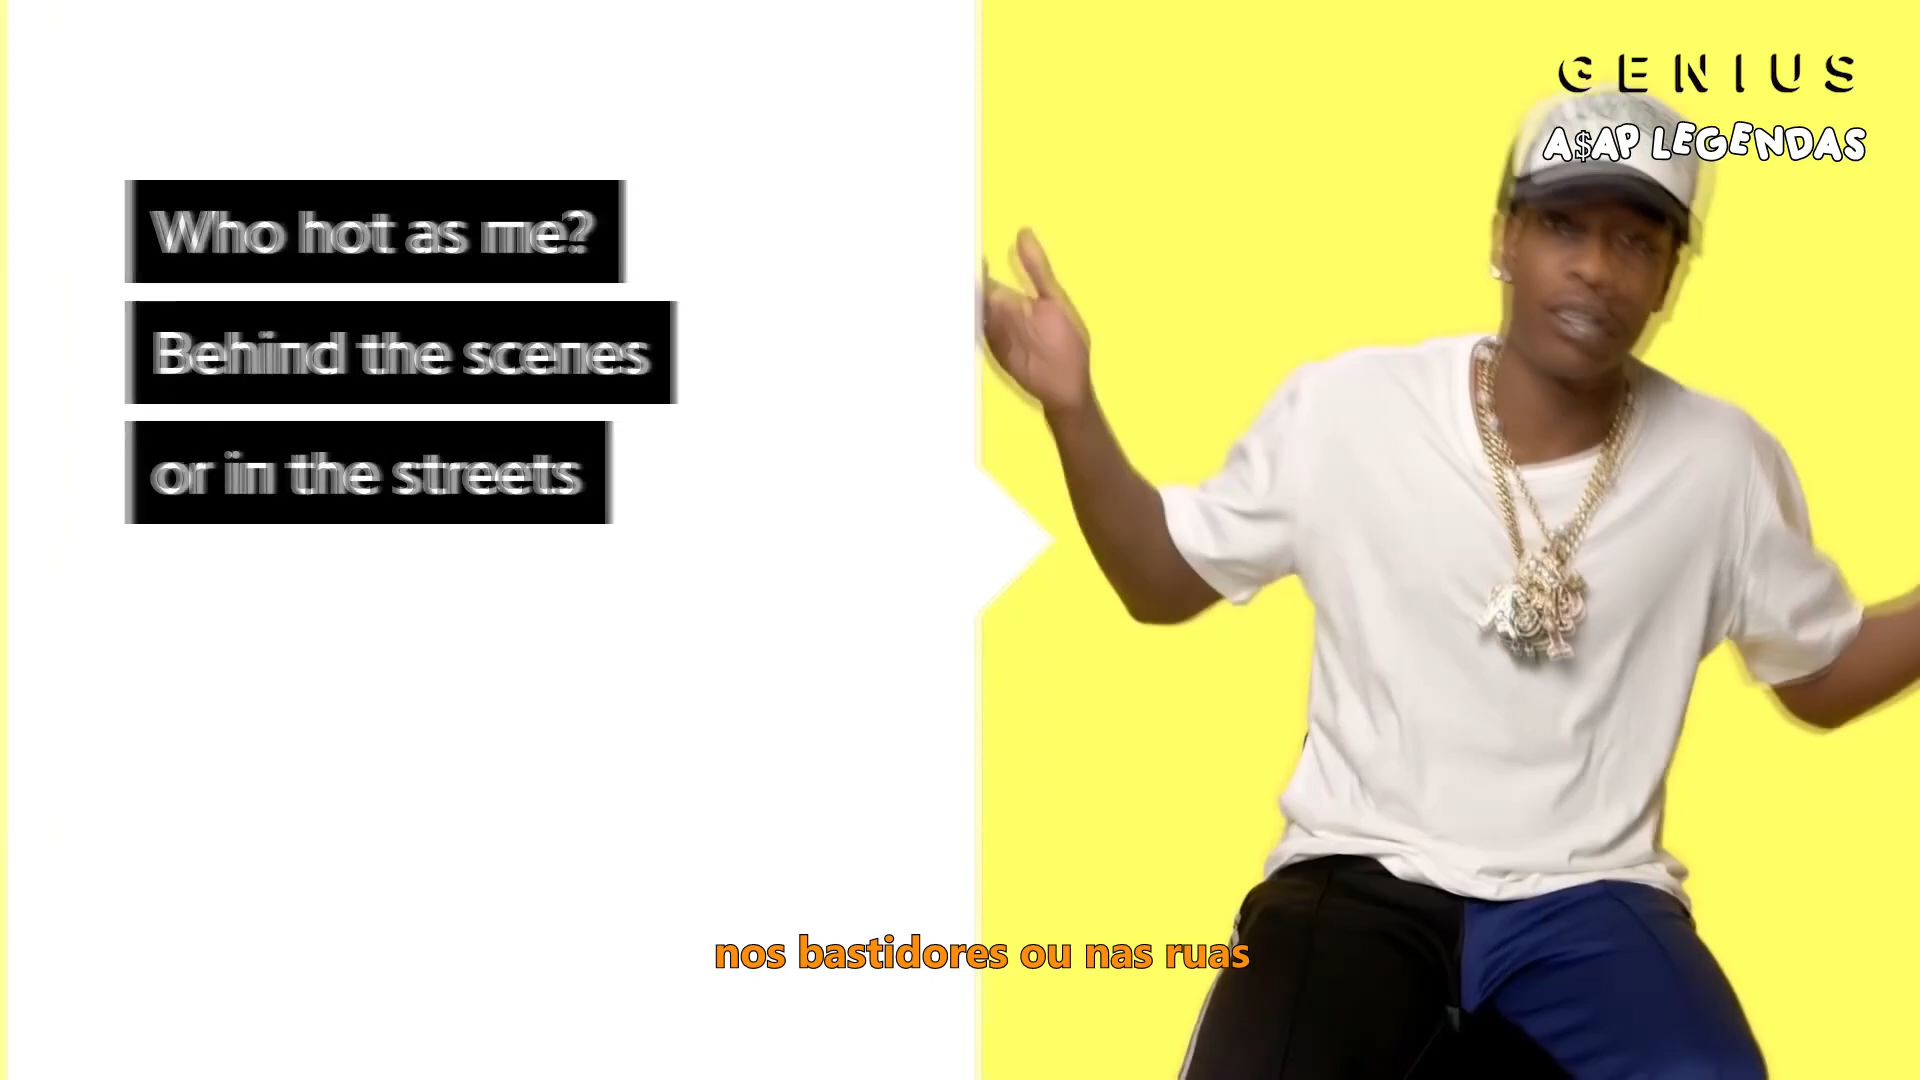 GENIUS
A$AP LEGENDAS
Who hot as me?
Behind the scenes
or in the streets
nos bastidores ou nas ruas